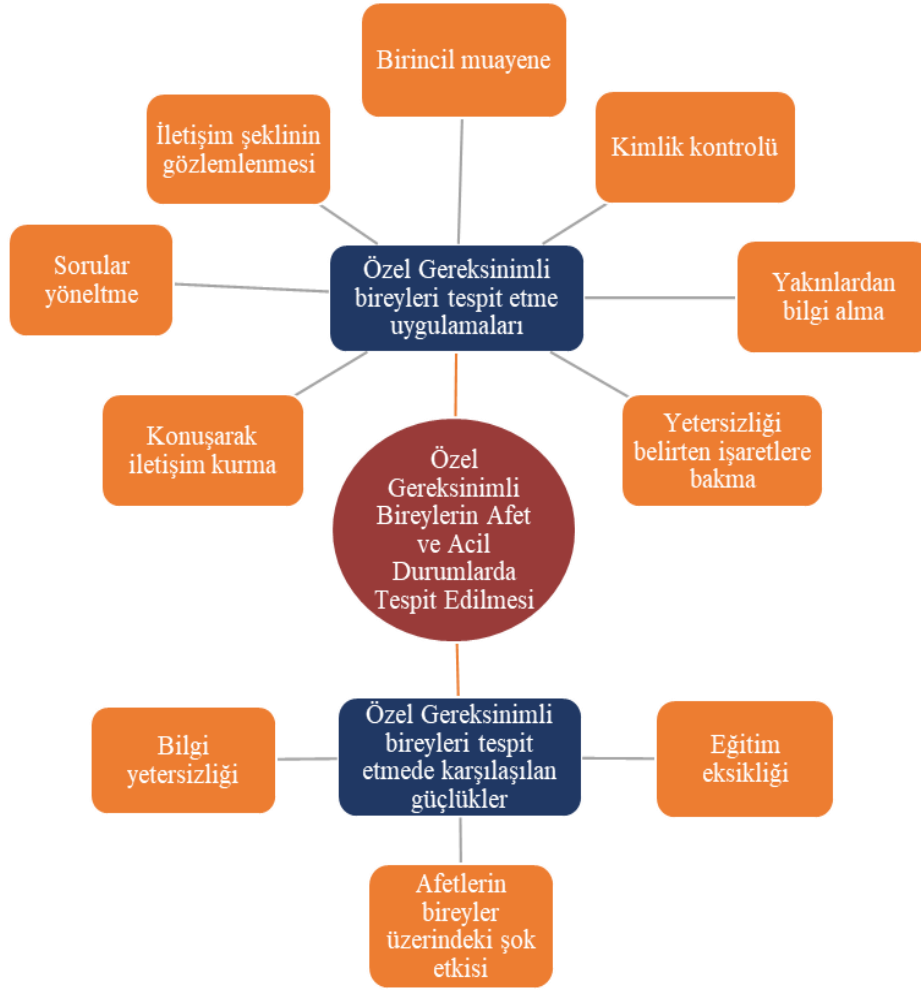 Birincil muayene
İletişim şeklinin
gözlemlenmesi
Kimlik kontrolü
Sorular
yöneltme
Özel Gereksinimli
bireyleri tespit etme
uygulamaları
Yakınlardan
bilgi alma
Konuşarak
iletişim kurma
Yetersizliği
belirten işaretlere
bakma
Özel
Gereksinimli
Bireylerin Afet
ve Acil
Durumlarda
Tespit Edilmesi
Bilgi
yetersizliği
Özel Gereksinimli
bireyleri tespit
etmede karşılaşılan
güçlükler
Eğitim
eksikliği
Afetlerin
bireyler
üzerindeki şok
etkisi